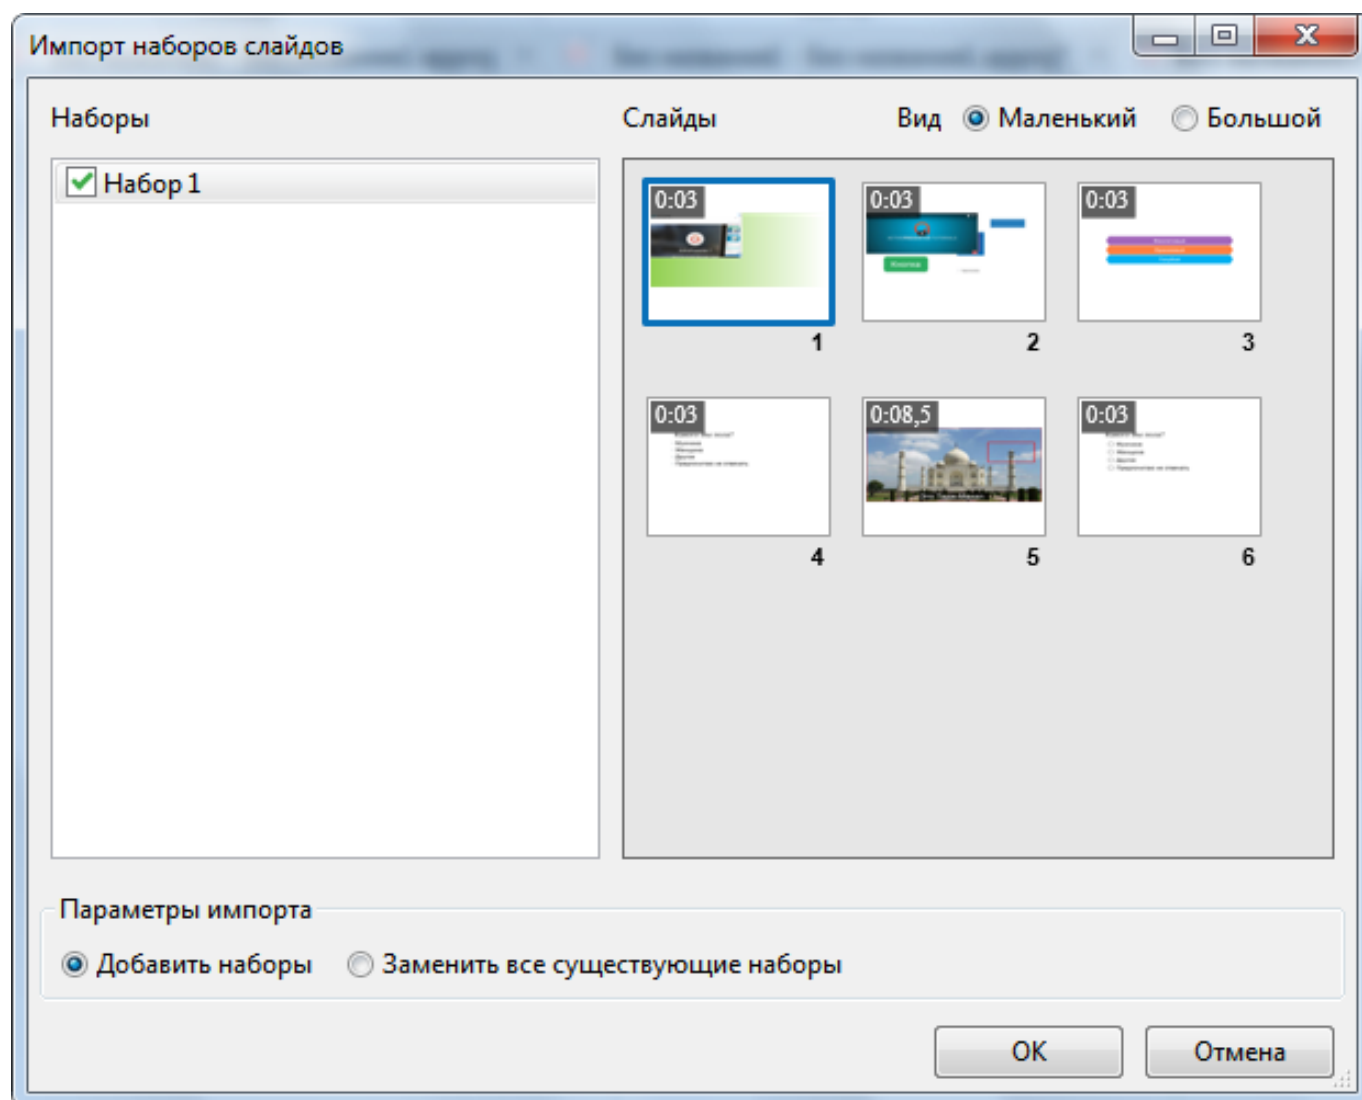 Импорт наборов слайдов
Наборы
Слайды Вид Маленький Большой
Набор 1
0:03 0:03 0:03
Кнопка
1 2 3
0:03 0:08,5 0:03
4 5 6
Параметры импорта
Добавить наборы Заменить все существующие наборы
ОК Отмена